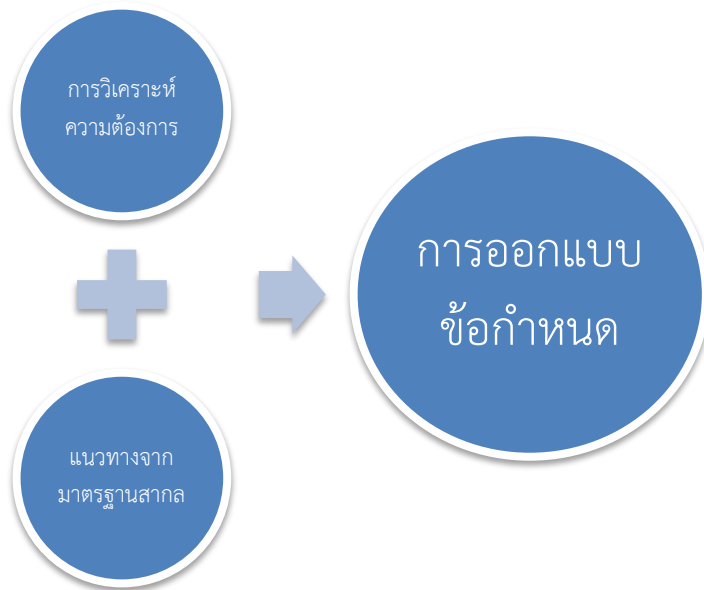 การวิเคราะห์
ความต้องการ
แนวทางจาก
มาตรฐานสากล
การออกแบบ
ข้อกำหนด